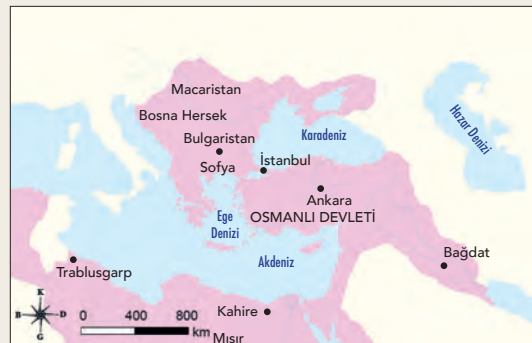 Macaristan
Bosna Hersek
Bulgaristan
Karadeniz
Hazar Denizi
Sofya
İstanbul
Ankara
OSMANLI DEVLETİ
Ege
Denizi
Akdeniz
Bağdat
Trablusgarp
K
B
D
G
0 400 800
km
Kahire
Mısır